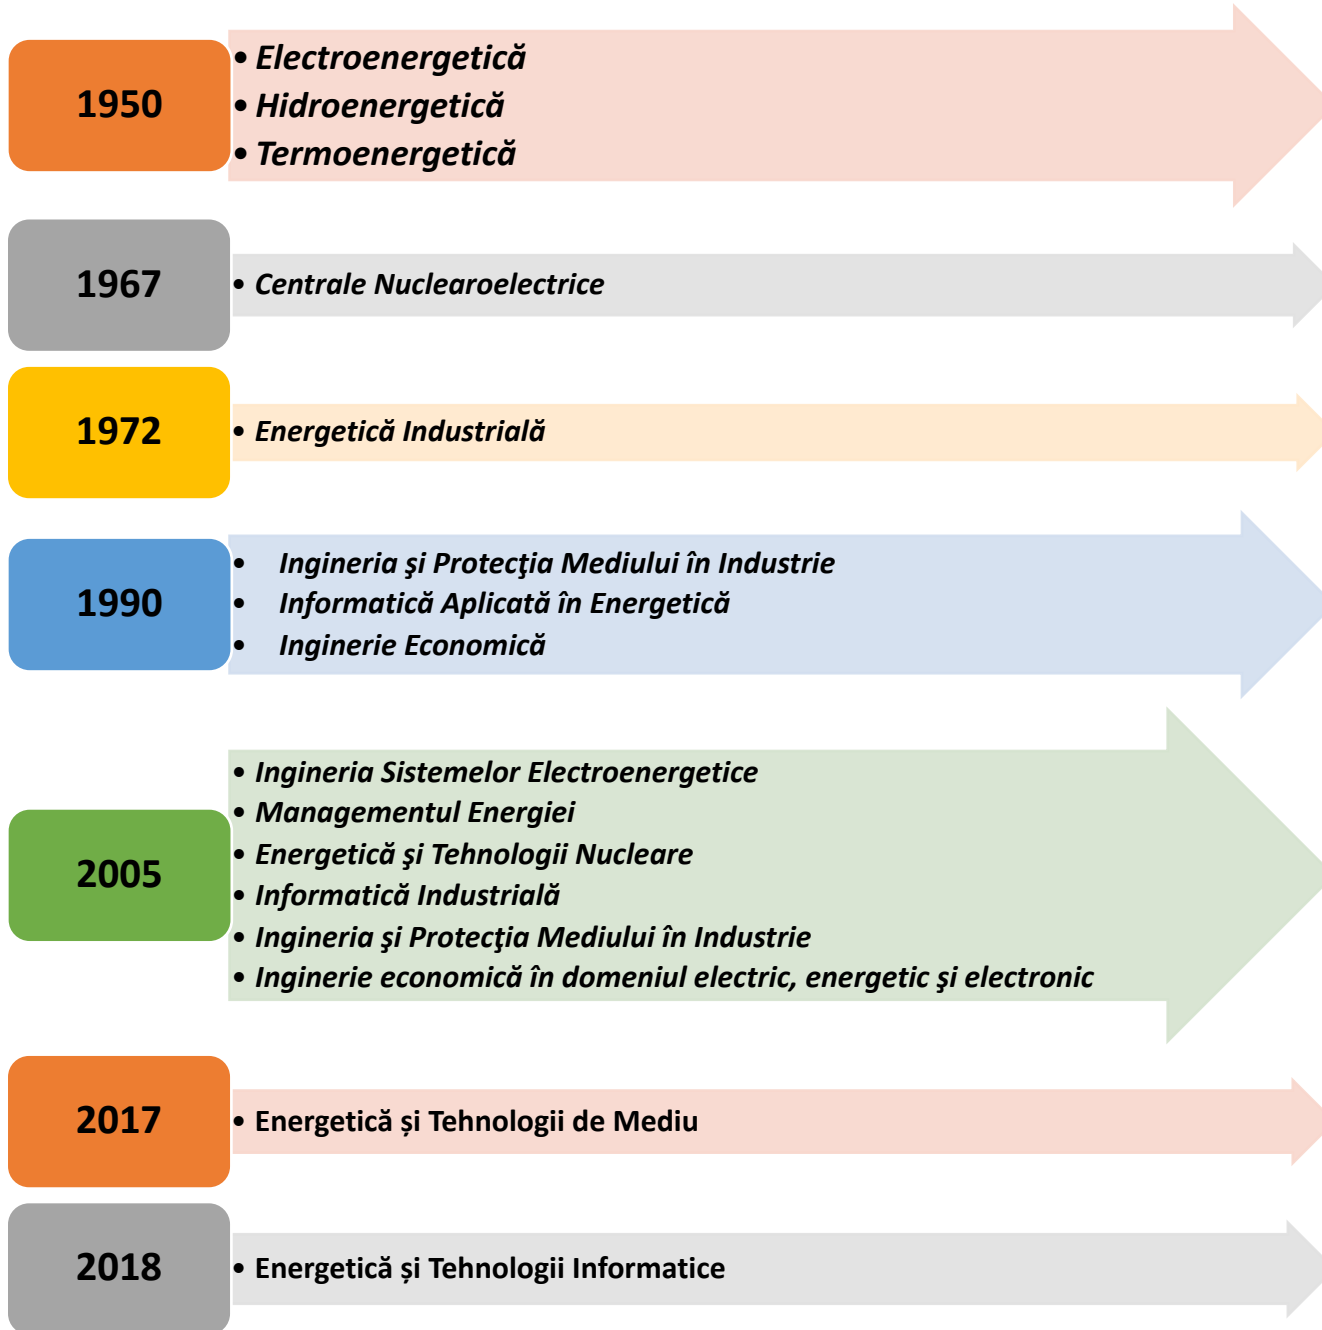 1950
• Electroenergetică
• Hidroenergetică
• Termoenergetică
1967
• Centrale Nuclearoelectrice
1972
• Energetică Industrială
1990
• Ingineria şi Protecţia Mediului în Industrie
• Informatică Aplicată în Energetică
• Inginerie Economică
2005
• Ingineria Sistemelor Electroenergetice
• Managementul Energiei
• Energetică şi Tehnologii Nucleare
• Informatică Industrială
• Ingineria şi Protecţia Mediului în Industrie
• Inginerie economică în domeniul electric, energetic şi electronic
2017
• Energetică și Tehnologii de Mediu
2018
• Energetică și Tehnologii Informatice